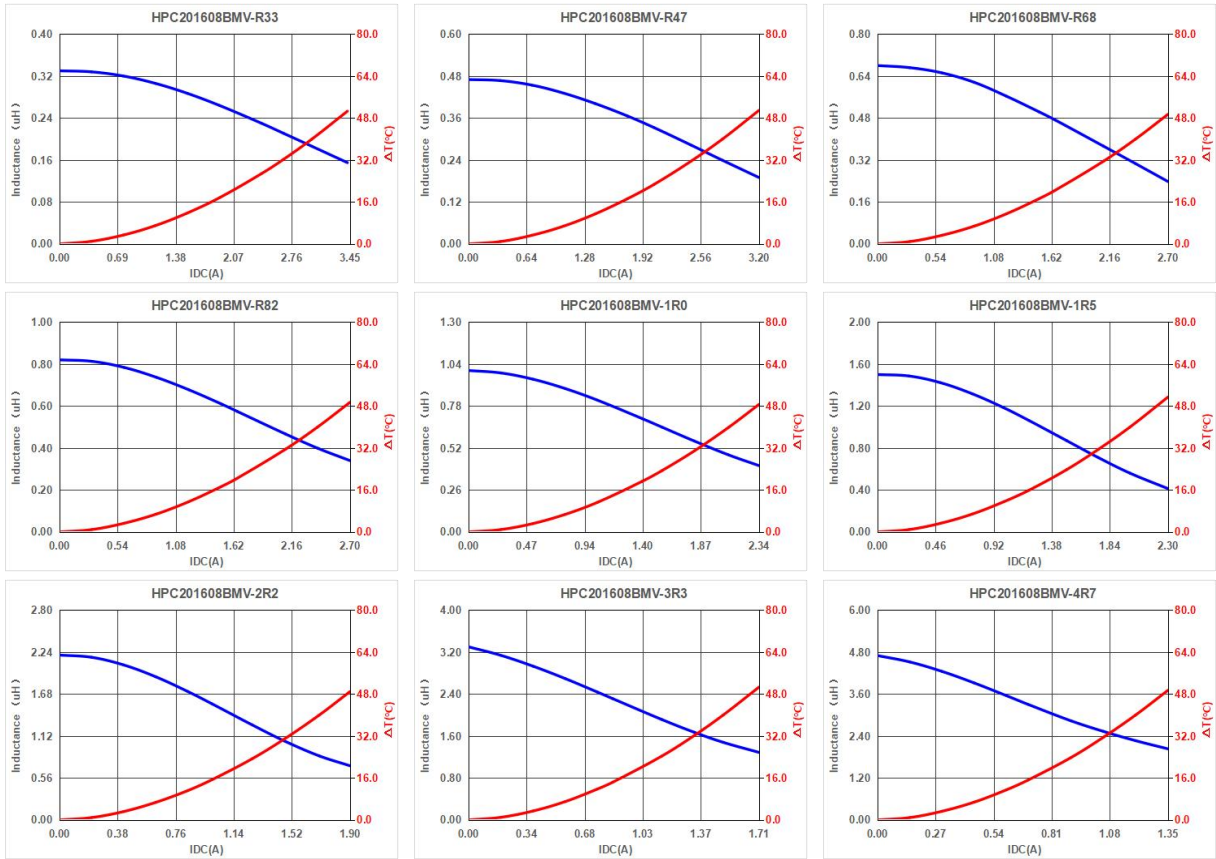 HPC201608BMV-R33
Inductance （uH）
0.40
0.32
0.24
0.16
0.08
0.00
80.0
64.0
48.0
32.0
16.0
0.0
ΔT(℃)
0.00 0.69 1.38 2.07 2.76 3.45
IDC(A)
HPC201608BMV-R47
Inductance （uH）
0.60
0.48
0.36
0.24
0.12
0.00
80.0
64.0
48.0
32.0
16.0
0.0
ΔT(℃)
0.00 0.64 1.28 1.92 2.56 3.20
IDC(A)
HPC201608BMV-R68
Inductance （uH）
0.80
0.64
0.48
0.32
0.16
0.00
80.0
64.0
48.0
32.0
16.0
0.0
ΔT(℃)
0.00 0.54 1.08 1.62 2.16 2.70
IDC(A)
HPC201608BMV-R82
Inductance （uH）
1.00
0.80
0.60
0.40
0.20
0.00
80.0
64.0
48.0
32.0
16.0
0.0
ΔT(℃)
0.00 0.54 1.08 1.62 2.16 2.70
IDC(A)
HPC201608BMV-1R0
Inductance （uH）
1.30
1.04
0.78
0.52
0.26
0.00
80.0
64.0
48.0
32.0
16.0
0.0
ΔT(℃)
0.00 0.47 0.94 1.40 1.87 2.34
IDC(A)
HPC201608BMV-1R5
Inductance （uH）
2.00
1.60
1.20
0.80
0.40
0.00
80.0
64.0
48.0
32.0
16.0
0.0
ΔT(℃)
0.00 0.46 0.92 1.38 1.84 2.30
IDC(A)
HPC201608BMV-2R2
Inductance （uH）
2.80
2.24
1.68
1.12
0.56
0.00
80.0
64.0
48.0
32.0
16.0
0.0
ΔT(℃)
0.00 0.38 0.76 1.14 1.52 1.90
IDC(A)
HPC201608BMV-3R3
Inductance （uH）
4.00
3.20
2.40
1.60
0.80
0.00
80.0
64.0
48.0
32.0
16.0
0.0
ΔT(℃)
0.00 0.34 0.68 1.03 1.37 1.71
IDC(A)
HPC201608BMV-4R7
Inductance （uH）
6.00
4.80
3.60
2.40
1.20
0.00
80.0
64.0
48.0
32.0
16.0
0.0
ΔT(℃)
0.00 0.27 0.54 0.81 1.08 1.35
IDC(A)